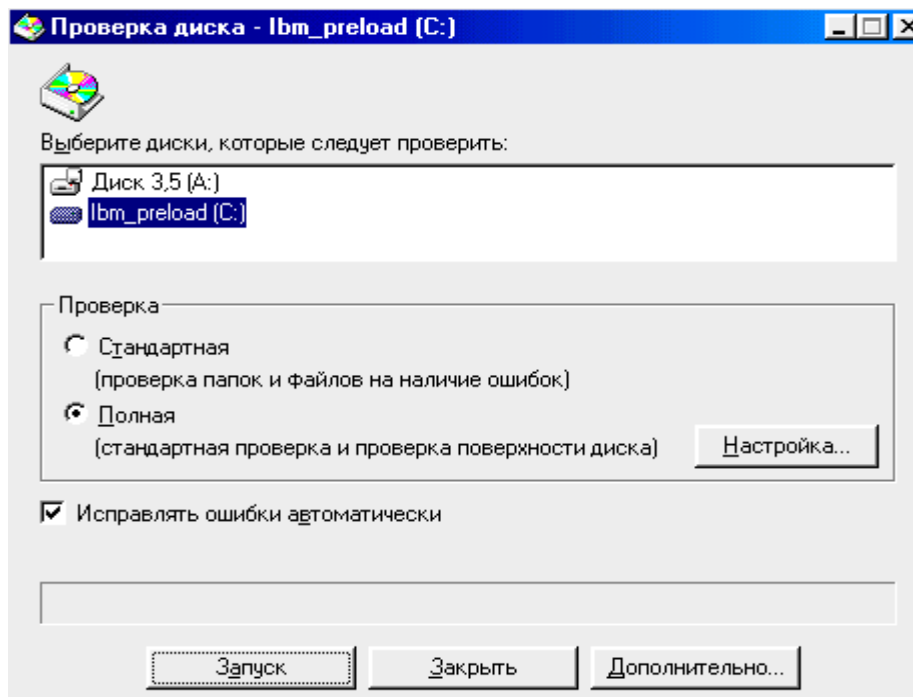 Проверка диска - Ibm_preload (C:)
Выберите диски, которые следует проверить:
Диск 3,5 (A:)
Ibm_preload (C:)
Проверка
Стандартная
(проверка папок и файлов на наличие ошибок)
Полная
(стандартная проверка и проверка поверхности диска)
Настройка...
Исправлять ошибки автоматически
Запуск
Закрыть
Дополнительно...